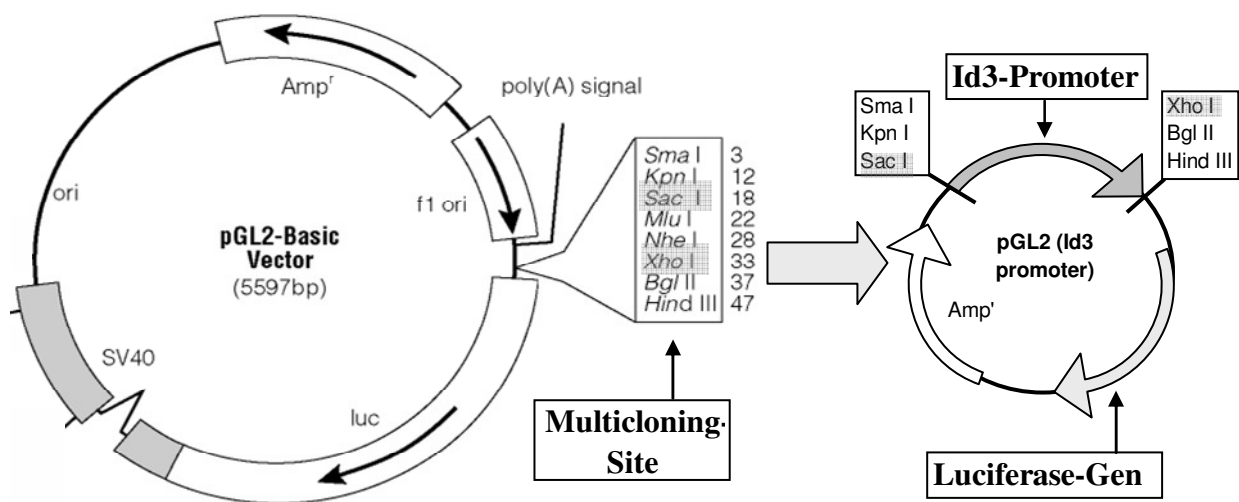 Amp^r
poly(A) signal
f1 ori
ori
pGL2-Basic
Vector
(5597bp)
SV40
luc
Sma I 3
Kpn I 12
Sac I 18
Mlu I 22
Nhe I 28
Xho I 33
Bgl II 37
Hind III 47
Multicloning-
Site
Id3-Promoter
Sma I
Kpn I
Sac I
Xho I
Bgl II
Hind III
pGL2 (Id3
promoter)
Amp'
Luciferase-Gen